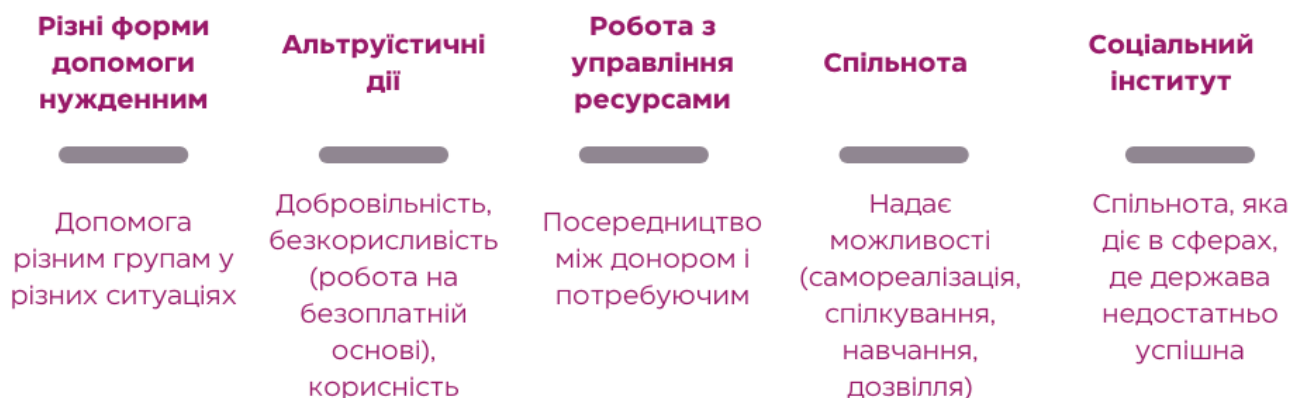 Різні форми
допомоги
нужденним
Альтруїстичні
дії
Робота з
управління
ресурсами
Спільнота
Соціальний
інститут
Допомога
різним групам у
різних ситуаціях
Добровільність,
безкорисливість
(робота на
безоплатній
основі),
корисність
Посередництво
між донором і
потребуючим
Надає
можливості
(самореалізація,
спілкування,
навчання,
дозвілля)
Спільнота, яка
діє в сферах,
де держава
недостатньо
успішна